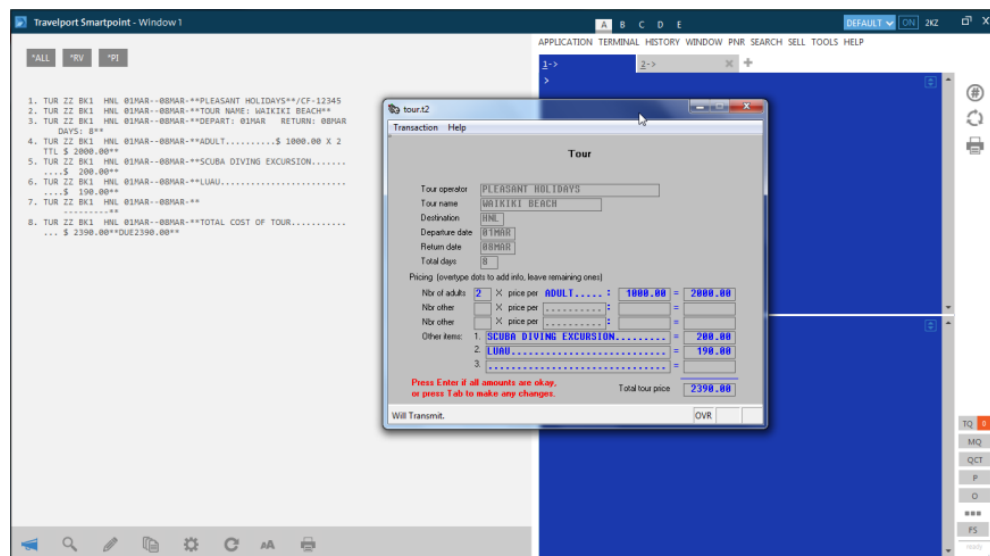 Travelport Smartpoint - Window 1
A B C D E
DEFAULT ON 2KZ
APPLICATION TERMINAL HISTORY WINDOW PNR SEARCH SELL TOOLS HELP
*ALL *RV *PI
1-> 2->
>
1. TUR ZZ BK1 HNL 01MAR--08MAR-**PLEASANT HOLIDAYS**/CF-12345
2. TUR ZZ BK1 HNL 01MAR--08MAR-**TOUR NAME: WAIKIKI BEACH**
3. TUR ZZ BK1 HNL 01MAR--08MAR-**DEPART: 01MAR RETURN: 08MAR
DAYS: 8**
4. TUR ZZ BK1 HNL 01MAR--08MAR-**ADULT..........$ 1000.00 X 2
TTL $ 2000.00**
5. TUR ZZ BK1 HNL 01MAR--08MAR-**SCUBA DIVING EXCURSION.......
....$ 200.00**
6. TUR ZZ BK1 HNL 01MAR--08MAR-**LUAU.........................
....$ 190.00**
7. TUR ZZ BK1 HNL 01MAR--08MAR-**
---------**
8. TUR ZZ BK1 HNL 01MAR--08MAR-**TOTAL COST OF TOUR...........
... $ 2390.00**DUE2390.00**
tour.t2
Transaction Help
Tour
Tour operator PLEASANT HOLIDAYS
Tour name WAIKIKI BEACH
Destination HNL
Departure date 01MAR
Return date 08MAR
Total days 8
Pricing (overtype dots to add info, leave remaining ones)
Nbr of adults 2 X price per ADULT.....: 1000.00 = 2000.00
Nbr other X price per ..........: =
Nbr other X price per ..........: =
Other items: 1. SCUBA DIVING EXCURSION......... = 200.00
2. LUAU........................... = 190.00
3. ............................... =
Press Enter if all amounts are okay,
or press Tab to make any changes.
Total tour price 2390.00
Will Transmit.
OVR
TQ 0
MQ
QCT
P
O
FS
ready
AA